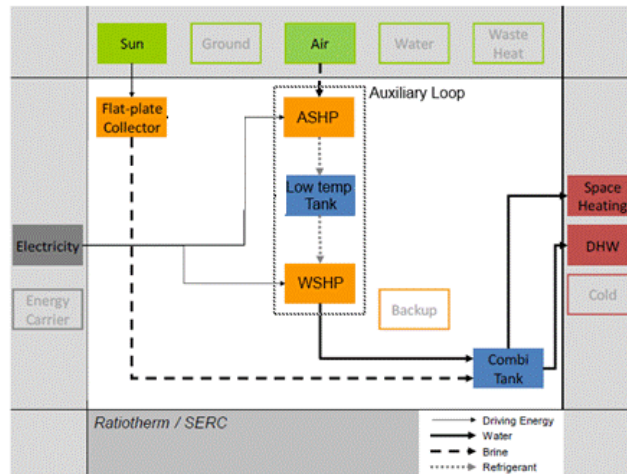 Sun
Ground
Air
Water
Waste
Heat
Auxiliary Loop
Flat-plate
Collector
ASHP
Low temp
Tank
Space
Heating
Electricity
DHW
WSHP
Energy
Carrier
Backup
Cold
Combi
Tank
Ratiotherm / SERC
Driving Energy
Water
Brine
Refrigerant